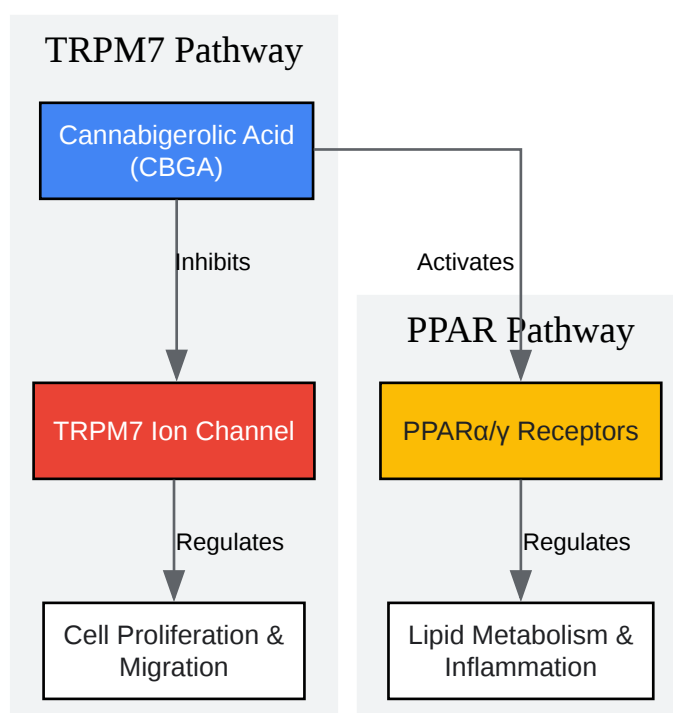 TRPM7 Pathway
Cannabigerolic Acid
(CBGA)
Inhibits
Activates
PPAR Pathway
TRPM7 Ion Channel
PPARα/γ Receptors
Regulates
Regulates
Cell Proliferation &
Migration
Lipid Metabolism &
Inflammation